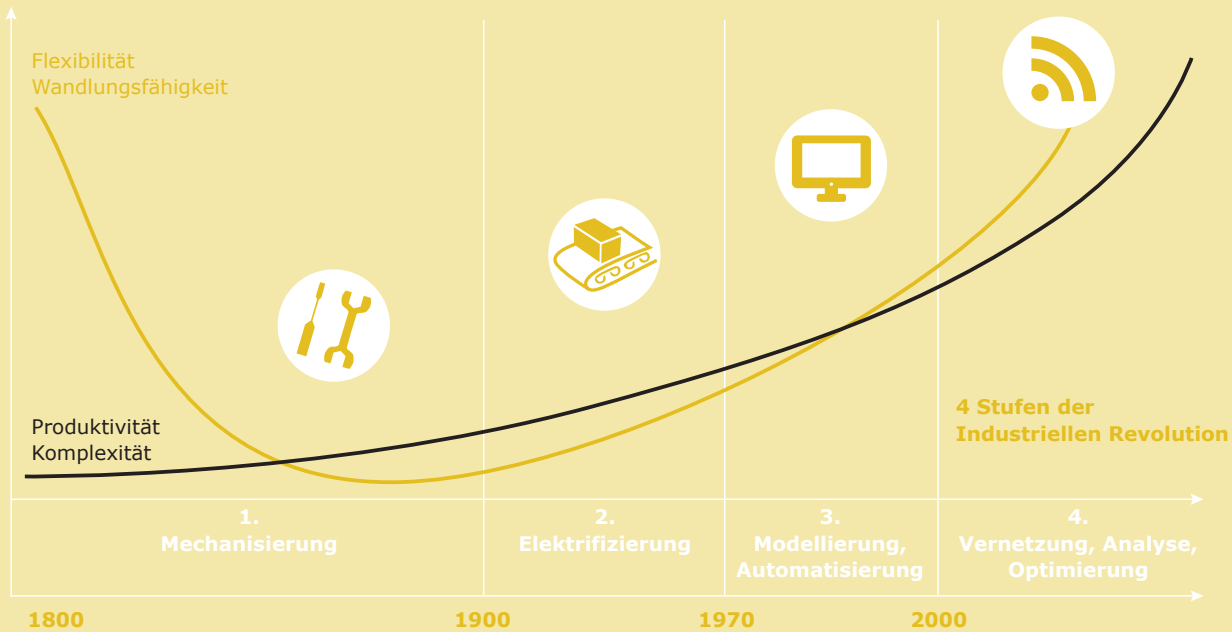 Flexibilität
Wandlungsfähigkeit
Produktivität
Komplexität
4 Stufen der
Industriellen Revolution
1.
Mechanisierung
2.
Elektrifizierung
3.
Modellierung,
Automatisierung
4.
Vernetzung, Analyse,
Optimierung
1800
1900
1970
2000